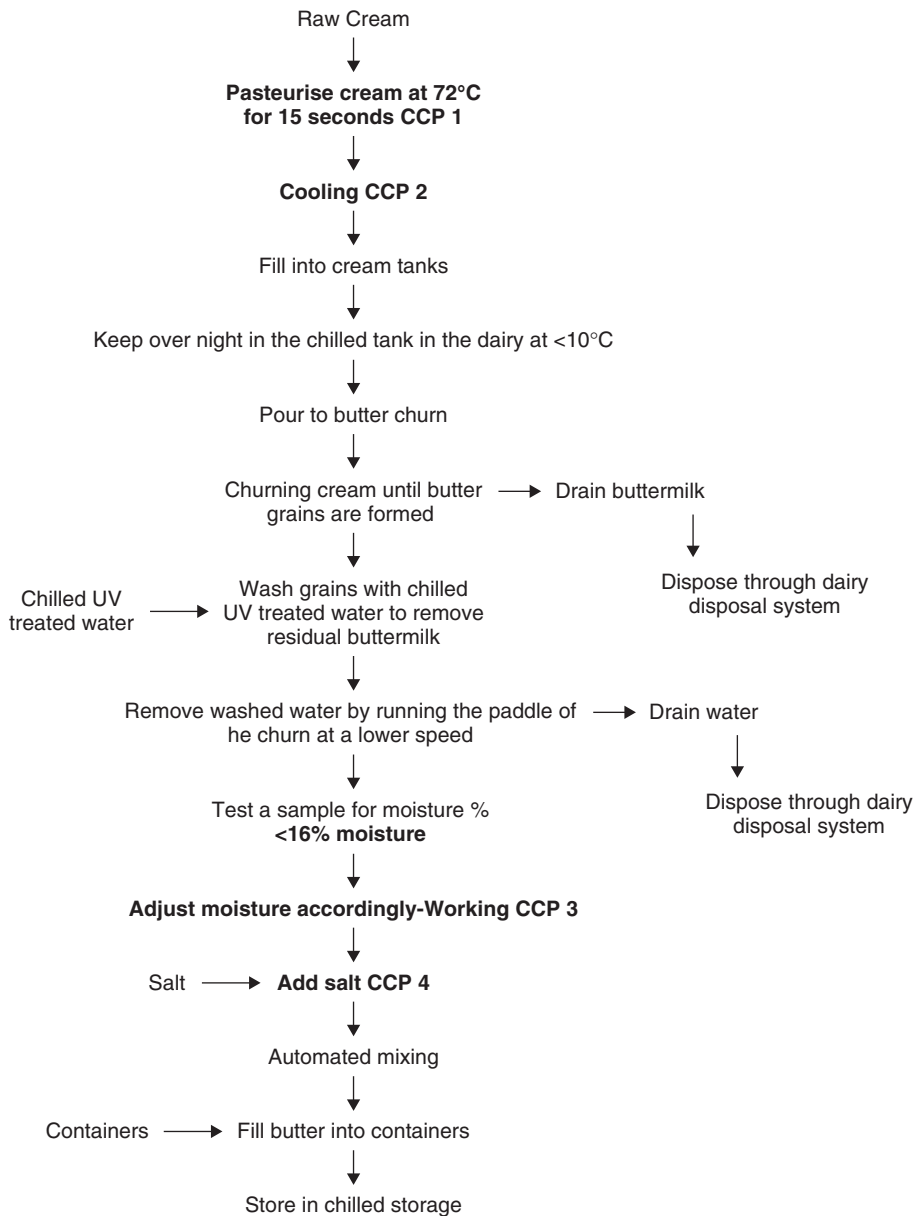 Raw Cream
Pasteurise cream at 72°C
for 15 seconds CCP 1
Cooling CCP 2
Fill into cream tanks
Keep over night in the chilled tank in the dairy at <10°C
Pour to butter churn
Churning cream until butter
grains are formed
Drain buttermilk
Dispose through dairy
disposal system
Chilled UV
treated water
Wash grains with chilled
UV treated water to remove
residual buttermilk
Remove washed water by running the paddle of
he churn at a lower speed
Drain water
Dispose through dairy
disposal system
Test a sample for moisture %
<16% moisture
Adjust moisture accordingly-Working CCP 3
Salt
Add salt CCP 4
Automated mixing
Containers
Fill butter into containers
Store in chilled storage